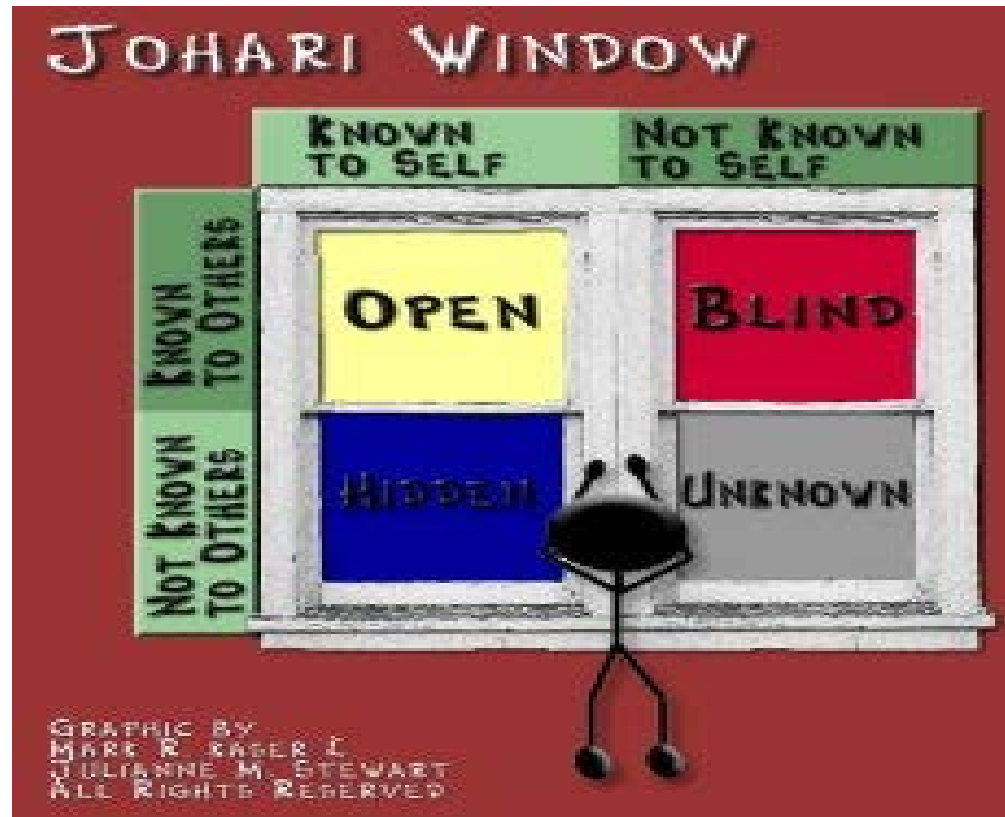 JOHARI WINDOW
KNOWN
TO SELF
NOT KNOWN
TO SELF
KNOWN
TO OTHERS
OPEN
BLIND
NOT KNOWN
TO OTHERS
HIDDEN
UNKNOWN
GRAPHIC BY
MARK R.
JULIANNE M. STEWART
ALL RIGHTS RESERVED